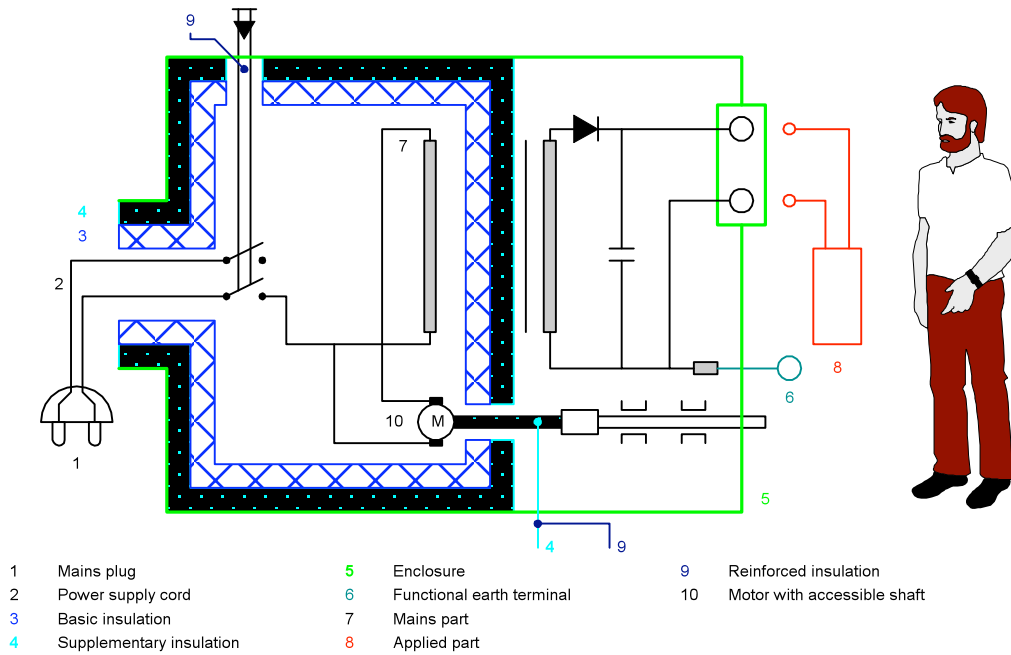 9
7
4
3
2
10
M
1
8
6
5
4
9
1 Mains plug
2 Power supply cord
3 Basic insulation
4 Supplementary insulation
5 Enclosure
6 Functional earth terminal
7 Mains part
8 Applied part
9 Reinforced insulation
10 Motor with accessible shaft